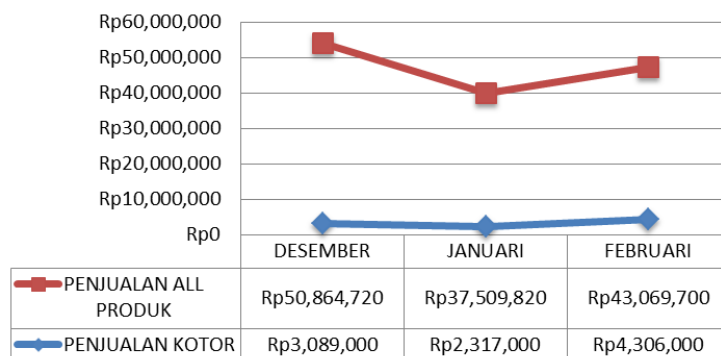 Rp60,000,000
Rp50,000,000
Rp40,000,000
Rp30,000,000
Rp20,000,000
Rp10,000,000
Rp0
DESEMBER JANUARI FEBRUARI
PENJUALAN ALL
PRODUK Rp50,864,720 Rp37,509,820 Rp43,069,700
PENJUALAN KOTOR Rp3,089,000 Rp2,317,000 Rp4,306,000